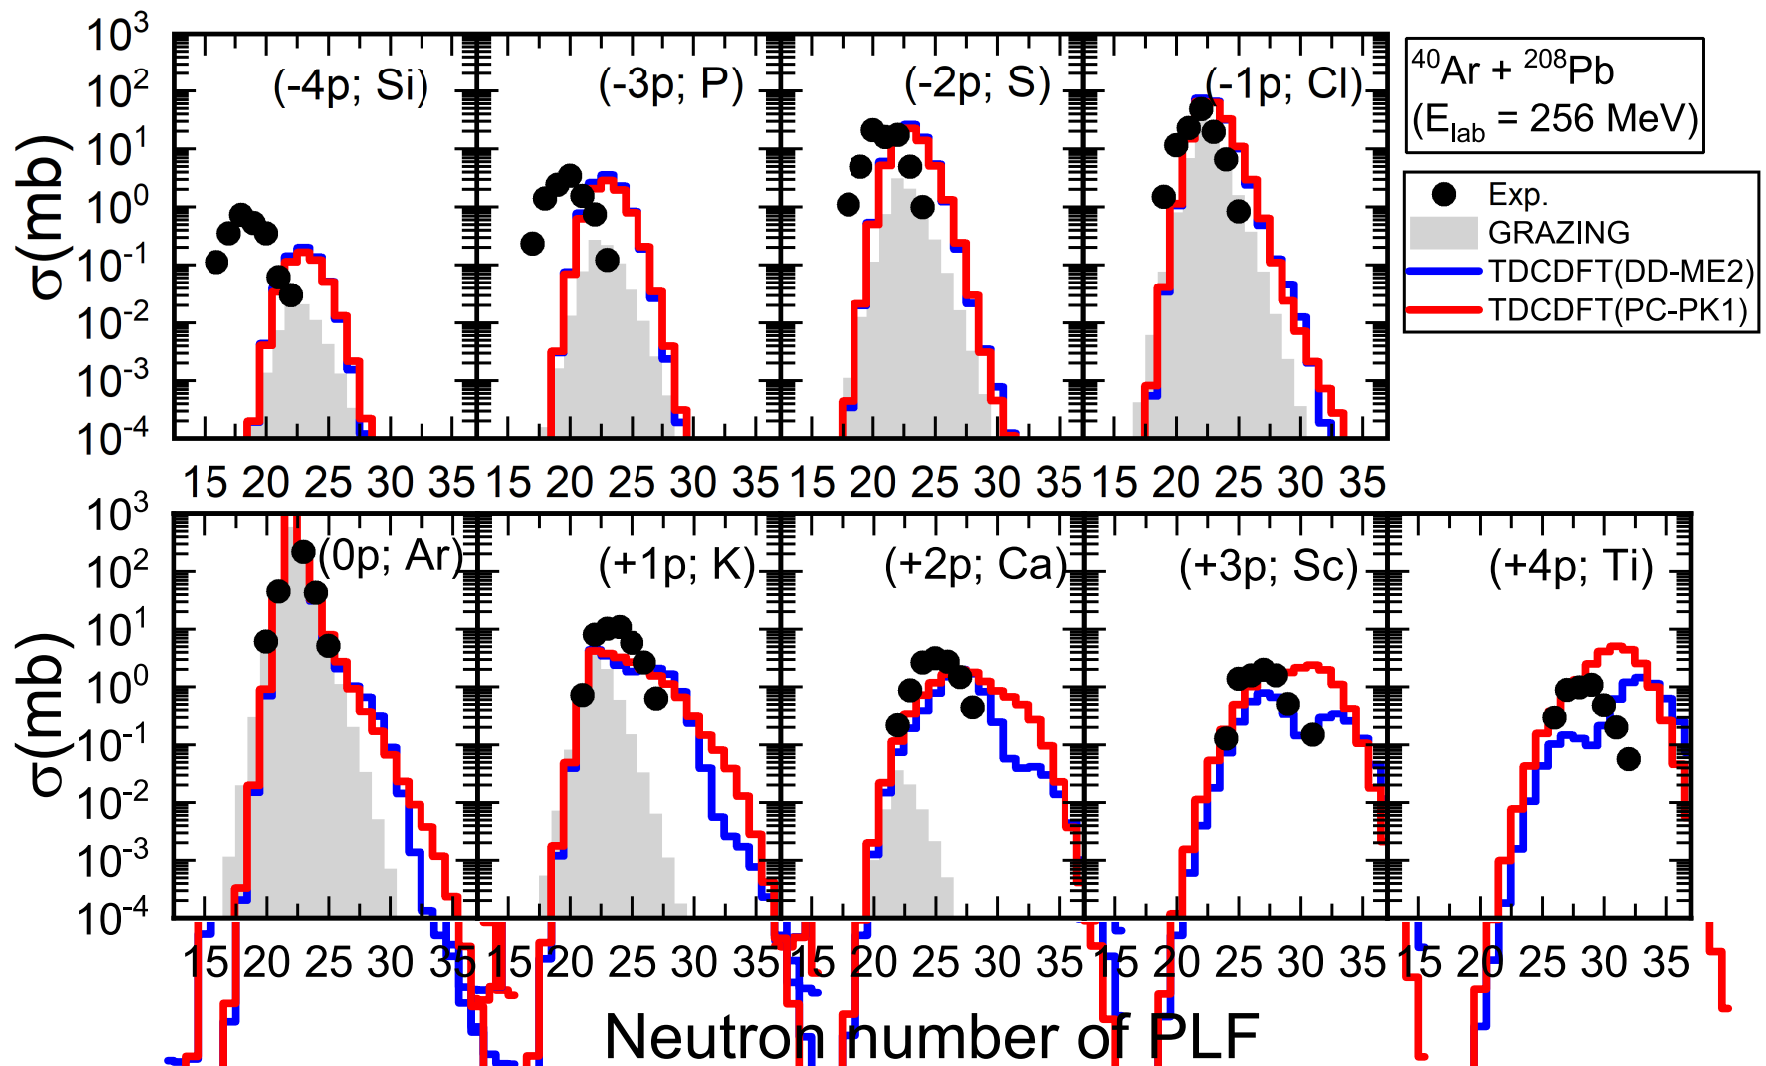 10³ 10² 10¹ 10⁰ 10⁻¹ 10⁻² 10⁻³ 10⁻⁴
σ(mb)
(-4p; Si) (-3p; P) (-2p; S) (-1p; Cl)
⁴⁰Ar + ²⁰⁸Pb
(E_lab = 256 MeV)
Exp.
GRAZING
TDCDFT(DD-ME2)
TDCDFT(PC-PK1)
15 20 25 30 35 15 20 25 30 35 15 20 25 30 35 15 20 25 30 35
10³ 10² 10¹ 10⁰ 10⁻¹ 10⁻² 10⁻³ 10⁻⁴
σ(mb)
(0p; Ar) (+1p; K) (+2p; Ca) (+3p; Sc) (+4p; Ti)
15 20 25 30 35 15 20 25 30 35 15 20 25 30 35 15 20 25 30 35 15 20 25 30 35
Neutron number of PLF